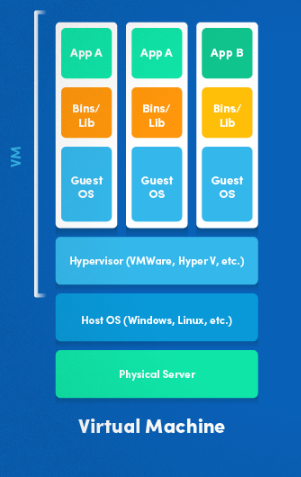 App A
App A
App B
Bins/
Lib
Bins/
Lib
Bins/
Lib
VM
Guest
OS
Guest
OS
Guest
OS
Hypervisor (VMWare, Hyper V, etc.)
Host OS (Windows, Linux, etc.)
Physical Server
Virtual Machine